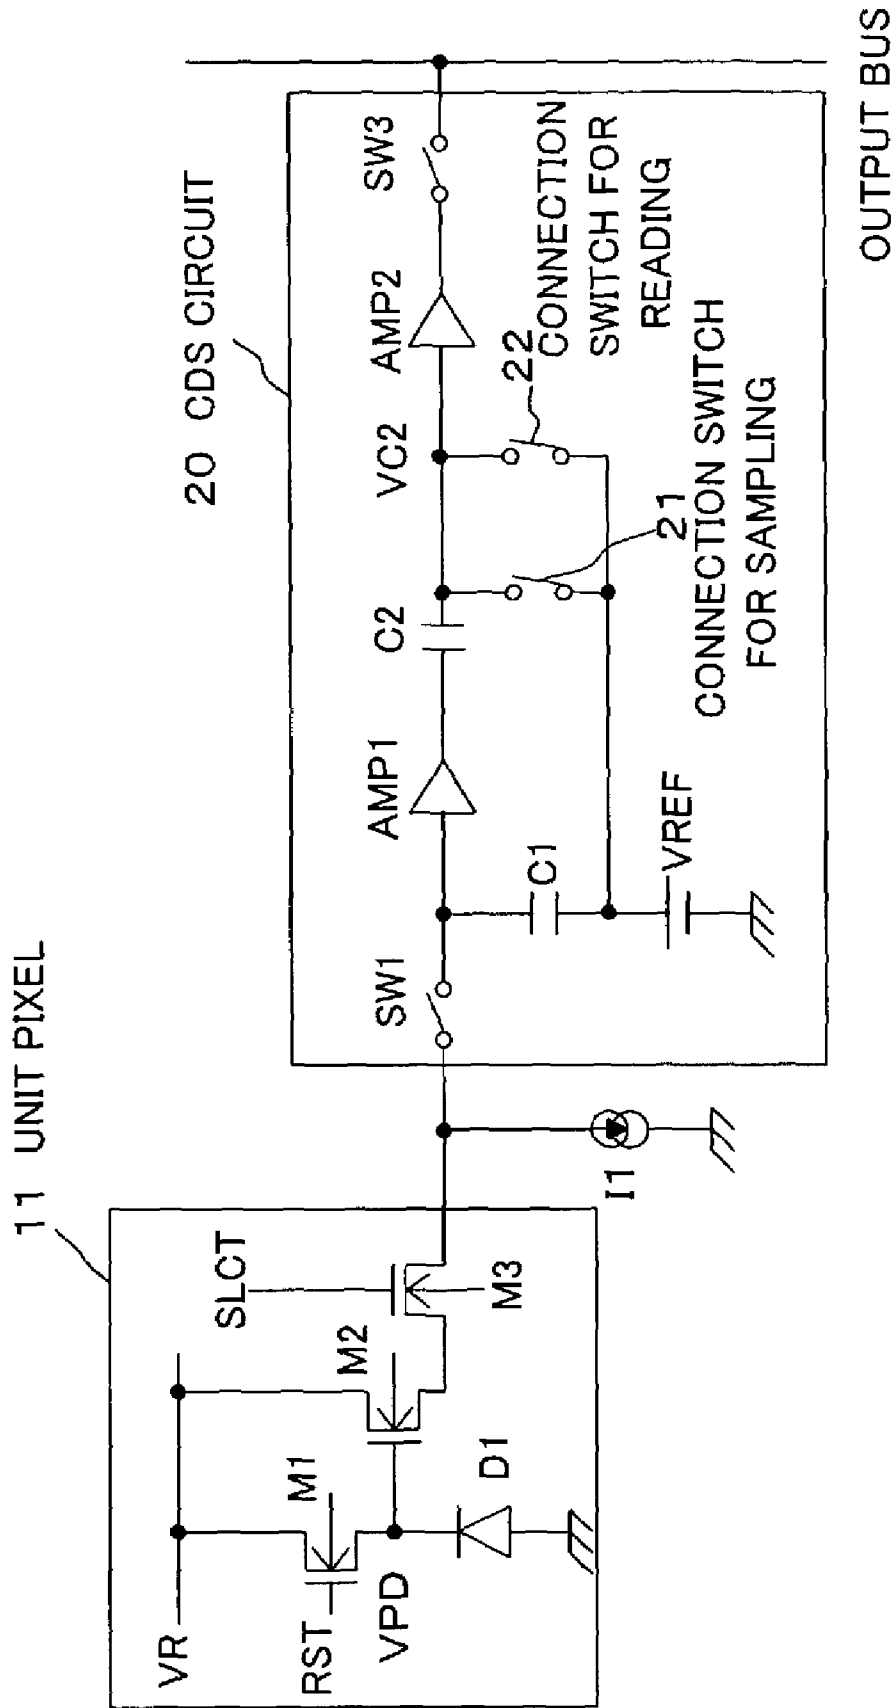 11 UNIT PIXEL
VR
RST
M1
VPD
D1
M2
SLCT
M3
I1
20 CDS CIRCUIT
SW1
C1
VREF
AMP1
C2
VC2
AMP2
SW3
21
CONNECTION SWITCH
FOR SAMPLING
22
CONNECTION
SWITCH FOR
READING
OUTPUT BUS